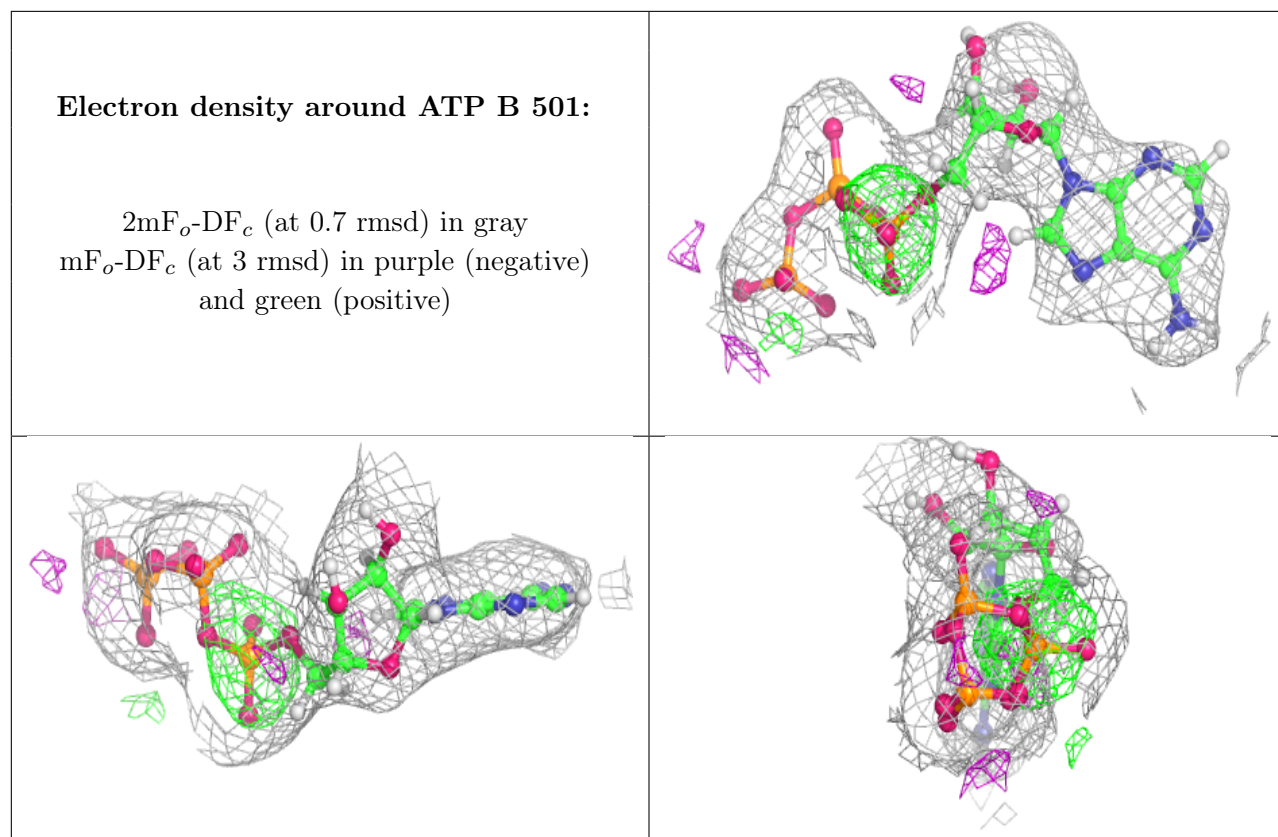 Electron density around ATP B 501:
2mFo-DFc (at 0.7 rmsd) in gray
mFo-DFc (at 3 rmsd) in purple (negative)
and green (positive)